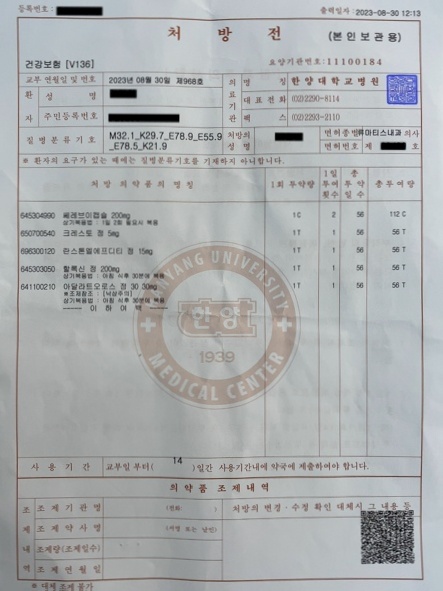 등록번호 :
출력일시 : 2023-08-30 12:13
처 방 전 (본인보관용)
건강보험 [V136]
요양기관번호 : 11100184
교부 연월일 및 번호 2023년 08월 30일 제968호
의료기관 명 칭 한양대학교병원
대표전화 (02)2290-8114
팩 스 (02)2293-2110
환자 성 명
주민등록번호
질병분류기호 M32.1_K29.7_E78.9_E55.9_E78.5_K21.9
처방의 성명
면허종별 류마티스내과 의사
면허번호 제 호
※ 환자의 요구가 있는 때에는 질병분류기호를 기재하지 아니합니다.
처방 의약품의 명칭 1회투약량 1일투여횟수 총투약일수 총투여량
645304990 쎄레브이캡슐 200mg 1C 2 56 112 C
상기복용법 : 1일 2회 필요시 복용
650700540 크레스토 정 5mg 1T 1 56 56 T
698300120 란스톤엘에프디티 정 15mg 1T 1 56 56 T
645303050 할록신 정 200mg 1T 1 56 56 T
상기복용법 : 아침 식후 30분에 복용
641100210 아달라트오로스 정 30 30mg 1T 1 56 56 T
※조제참조 : (낙상주의)
상기복용법 : 아침 식후 30분에 복용
이 하 여 백
HANYANG UNIVERSITY
한양
1939
MEDICAL CENTER
사 용 기 간 교부일부터( 14 )일간 사용기간내에 약국에 제출하여야 합니다.
의 약 품 조 제 내 역
조제내역 조제기관명 (전화: )
처방의 변경·수정 확인 대체시 그 내용 등
조제약사명 (서명 또는 날인)
조제량(조제일수)
조제연월일
※ 대체조제 불가